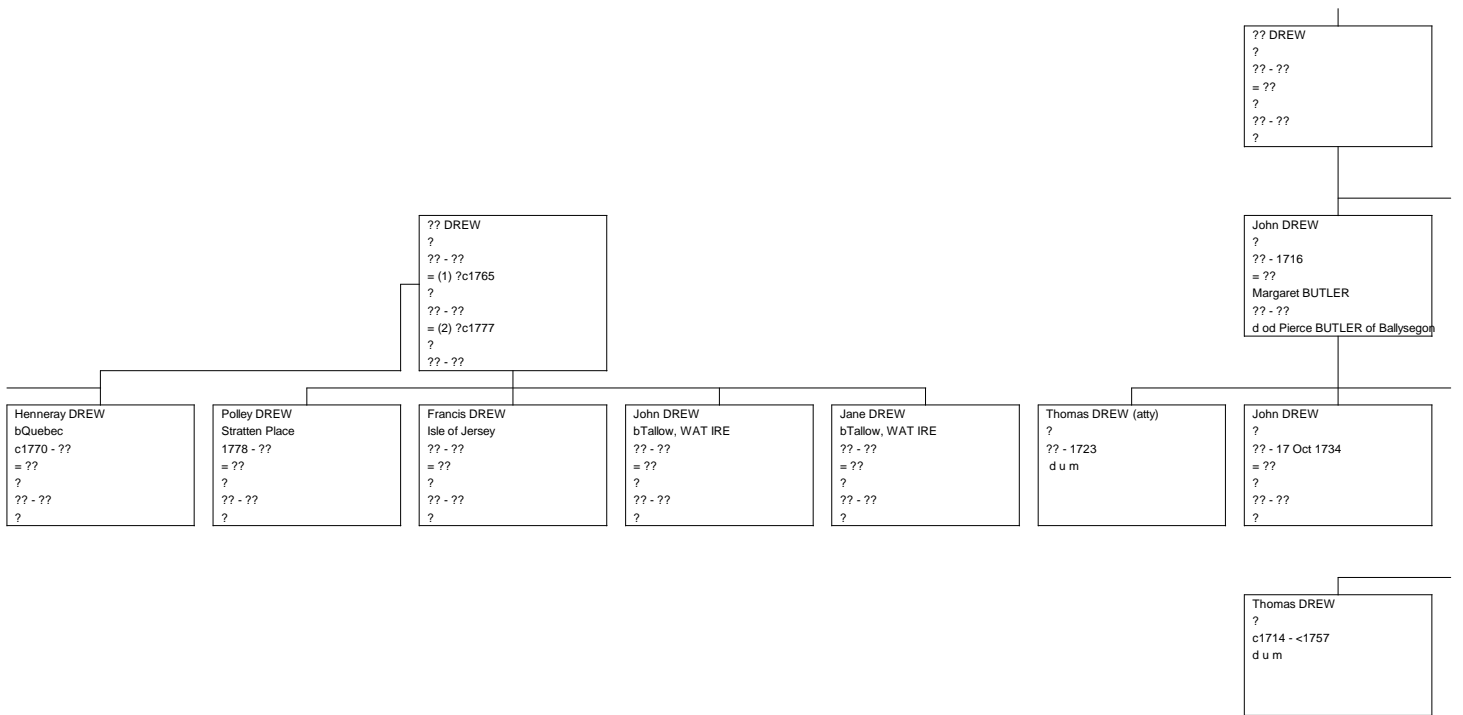 ?? DREW
?
?? - ??
= ??
?
?? - ??
?
?? DREW
?
?? - ??
= (1) ?c1765
?
?? - ??
= (2) ?c1777
?
?? - ??
John DREW
?
?? - 1716
= ??
Margaret BUTLER
?? - ??
d od Pierce BUTLER of Ballysegon
Henneray DREW
bQuebec
c1770 - ??
= ??
?
?? - ??
?
Polley DREW
Stratten Place
1778 - ??
= ??
?
?? - ??
?
Francis DREW
Isle of Jersey
?? - ??
= ??
?
?? - ??
?
John DREW
bTallow, WAT IRE
?? - ??
= ??
?
?? - ??
?
Jane DREW
bTallow, WAT IRE
?? - ??
= ??
?
?? - ??
?
Thomas DREW (atty)
?
?? - 1723
d u m
John DREW
?
?? - 17 Oct 1734
= ??
?
?? - ??
?
Thomas DREW
?
c1714 - <1757
d u m